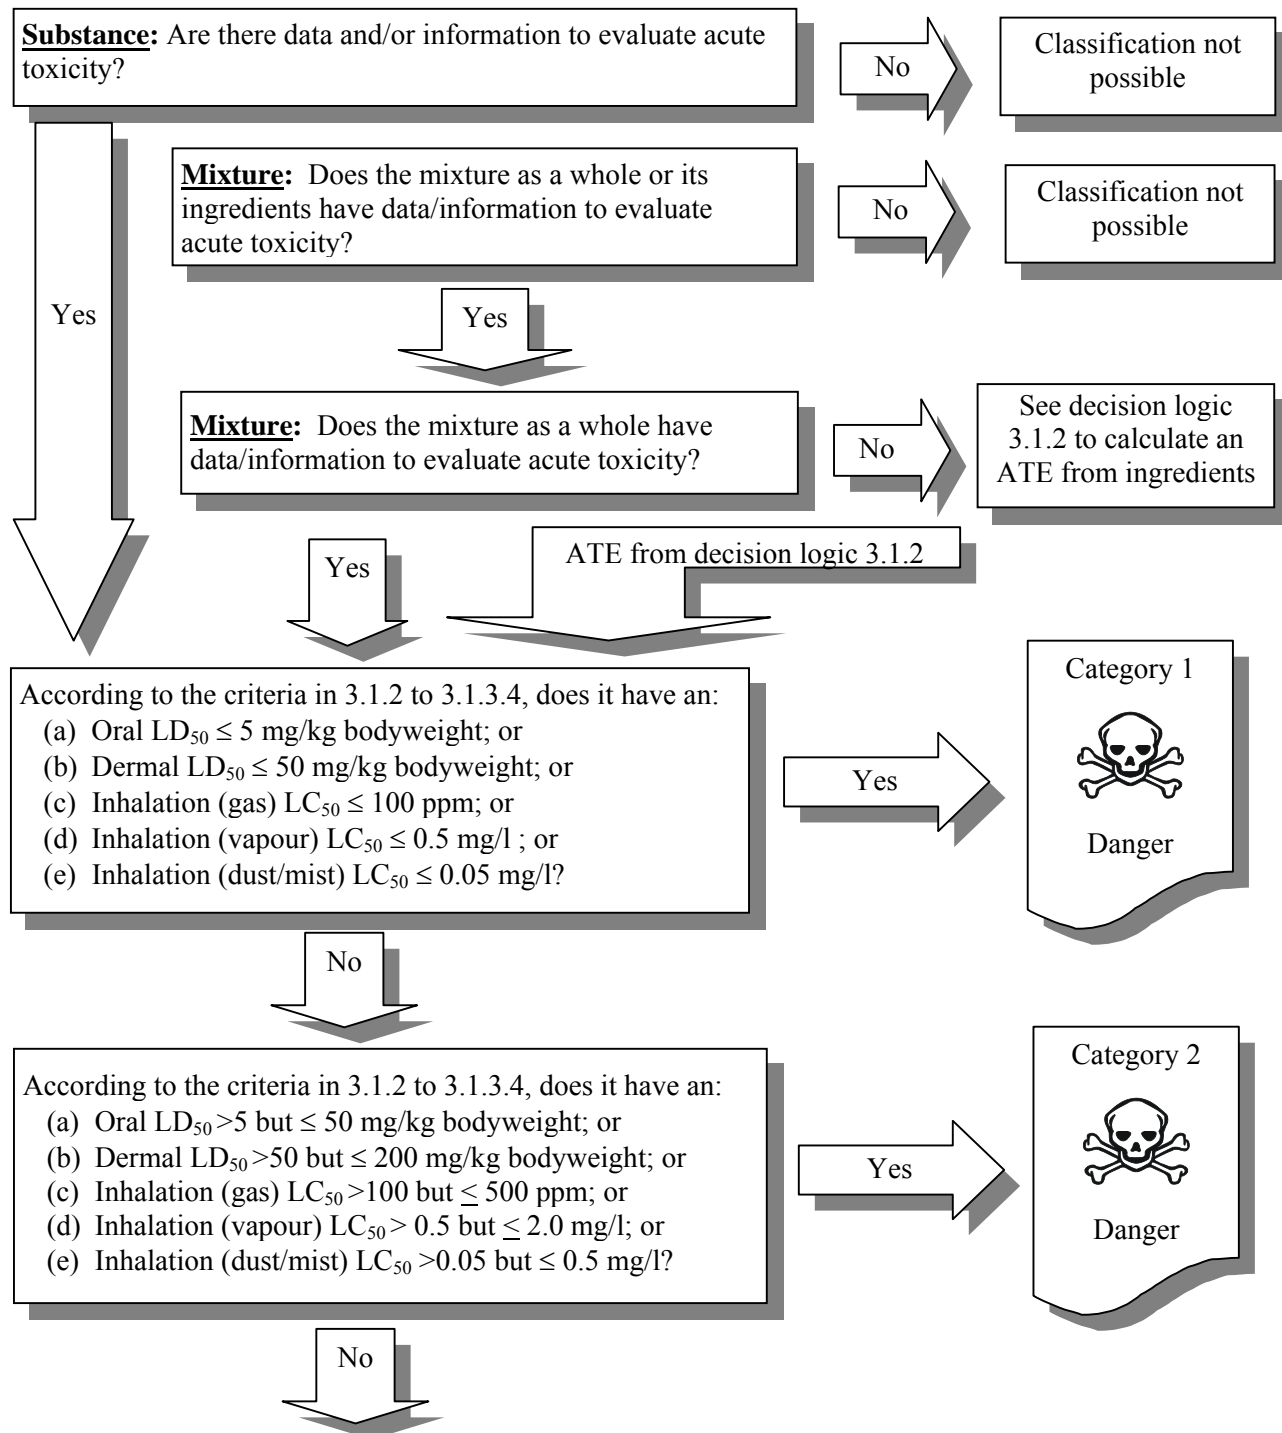 Substance: Are there data and/or information to evaluate acute
toxicity?
No
Classification not
possible
Mixture: Does the mixture as a whole or its
ingredients have data/information to evaluate
acute toxicity?
No
Classification not
possible
Yes
Yes
Mixture: Does the mixture as a whole have
data/information to evaluate acute toxicity?
No
See decision logic
3.1.2 to calculate an
ATE from ingredients
Yes
ATE from decision logic 3.1.2
According to the criteria in 3.1.2 to 3.1.3.4, does it have an:
(a) Oral LD50 ≤ 5 mg/kg bodyweight; or
(b) Dermal LD50 ≤ 50 mg/kg bodyweight; or
(c) Inhalation (gas) LC50 ≤ 100 ppm; or
(d) Inhalation (vapour) LC50 ≤ 0.5 mg/l ; or
(e) Inhalation (dust/mist) LC50 ≤ 0.05 mg/l?
Yes
Category 1
Danger
No
According to the criteria in 3.1.2 to 3.1.3.4, does it have an:
(a) Oral LD50 >5 but ≤ 50 mg/kg bodyweight; or
(b) Dermal LD50 >50 but ≤ 200 mg/kg bodyweight; or
(c) Inhalation (gas) LC50 >100 but ≤ 500 ppm; or
(d) Inhalation (vapour) LC50 > 0.5 but ≤ 2.0 mg/l; or
(e) Inhalation (dust/mist) LC50 >0.05 but ≤ 0.5 mg/l?
Yes
Category 2
Danger
No